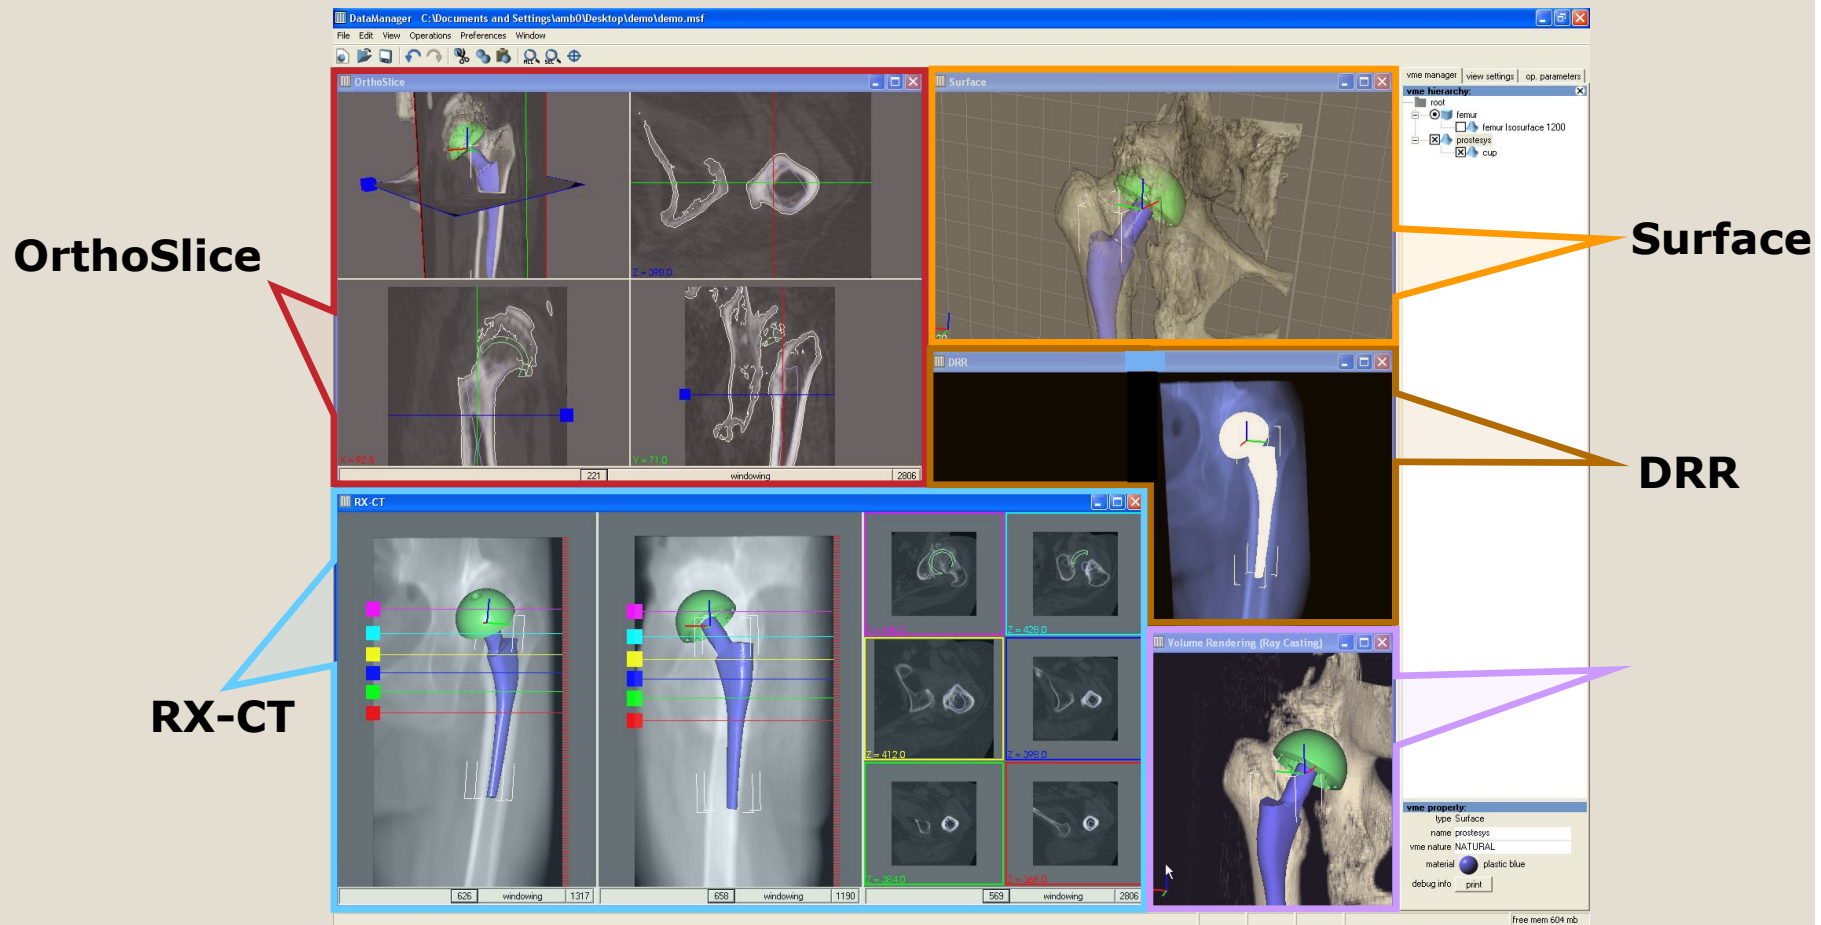 DataManager C:\Documents and Settings\amb0\Desktop\demo\demo.msf
File Edit View Operations Preferences Window
OrthoSlice
Z = 398.0
X = 92.5
Y = 71.0
221 windowing 2806
Surface
DRR
RX-CT
Z = 428.0
Z = 412.0
Z = 398.0
Z = 384.0
Z = 368.0
626 windowing 1317
658 windowing 1190
569 windowing 2806
Volume Rendering (Ray Casting)
vme manager view settings op. parameters
vme hierarchy:
root
femur
femur Isosurface 1200
prostesys
cup
vme property:
type Surface
name prostesys
vme nature NATURAL
material plastic blue
debug info print
free mem 604 mb
OrthoSlice
RX-CT
Surface
DRR